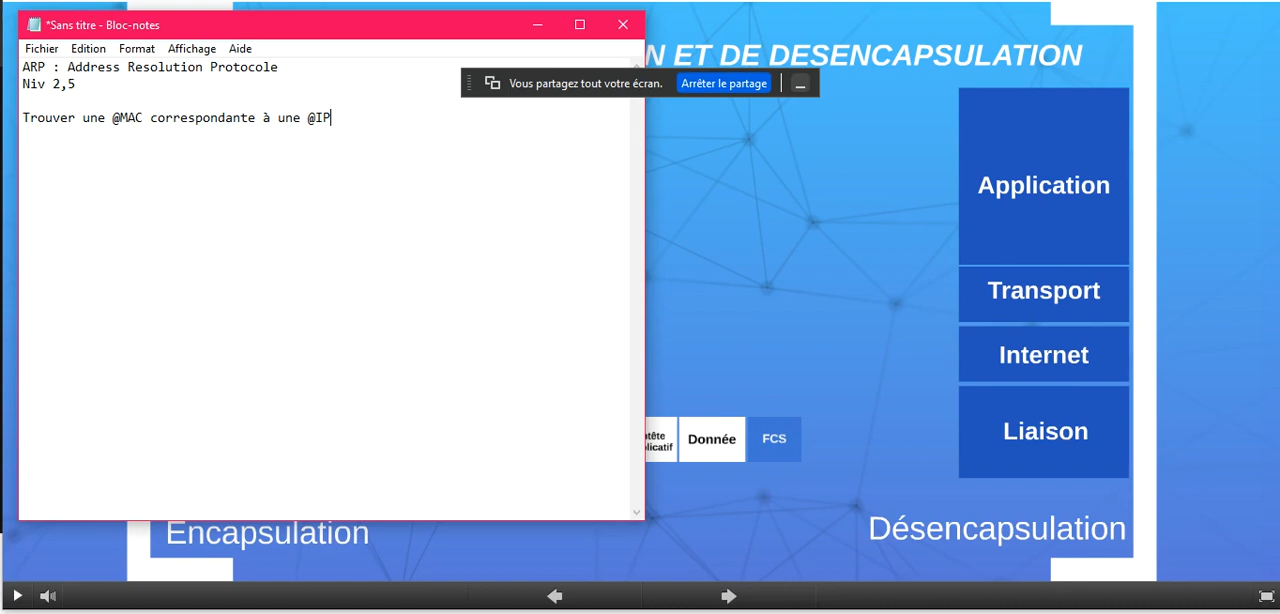 *Sans titre - Bloc-notes
Fichier Edition Format Affichage Aide
ARP : Address Resolution Protocole
Niv 2,5
Trouver une @MAC correspondante à une @IP
N ET DE DESENCAPSULATION
Vous partagez tout votre écran. Arrêter le partage
Application
Transport
Internet
Liaison
Donnée
FCS
Encapsulation
Désencapsulation